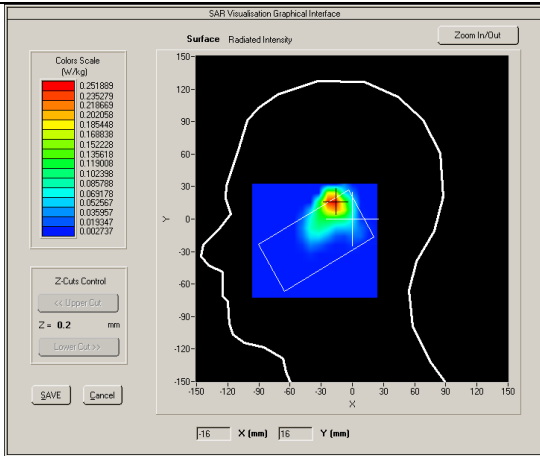 SAR Visualisation Graphical Interface
Surface Radiated Intensity
Zoom In/Out
Colors Scale
(W/kg)
0.251889
0.235279
0.218669
0.202058
0.185448
0.168838
0.152228
0.135618
0.119008
0.102398
0.085788
0.069178
0.052567
0.035957
0.019347
0.002737
Z-Cuts Control
<< Upper Cut
Z = 0.2 mm
Lower Cut >>
SAVE Cancel
150
120
90
60
30
0
-30
-60
-90
-120
-150
Y
-150 -120 -90 -60 -30 0 30 60 90 120 150
X
-16 X (mm) 16 Y (mm)